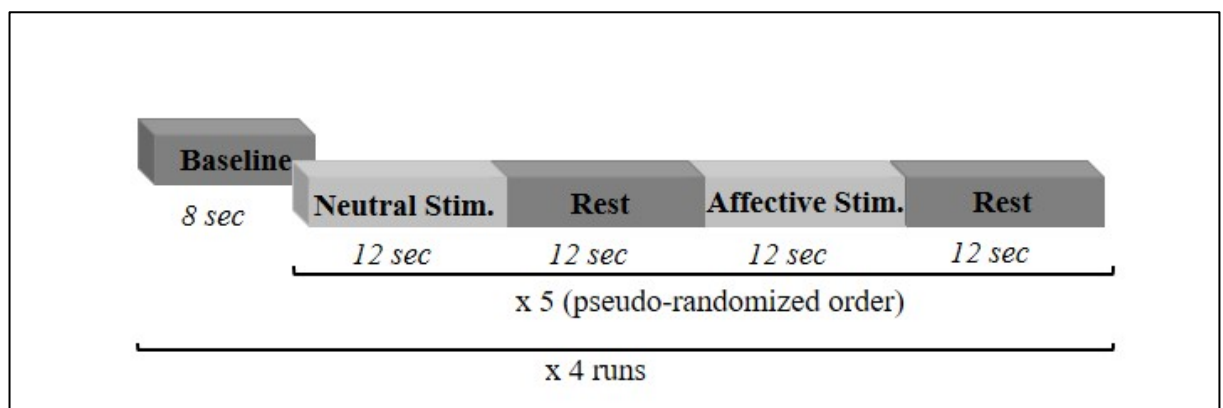 Baseline
8 sec
Neutral Stim. Rest Affective Stim. Rest
12 sec 12 sec 12 sec 12 sec
x 5 (pseudo-randomized order)
x 4 runs